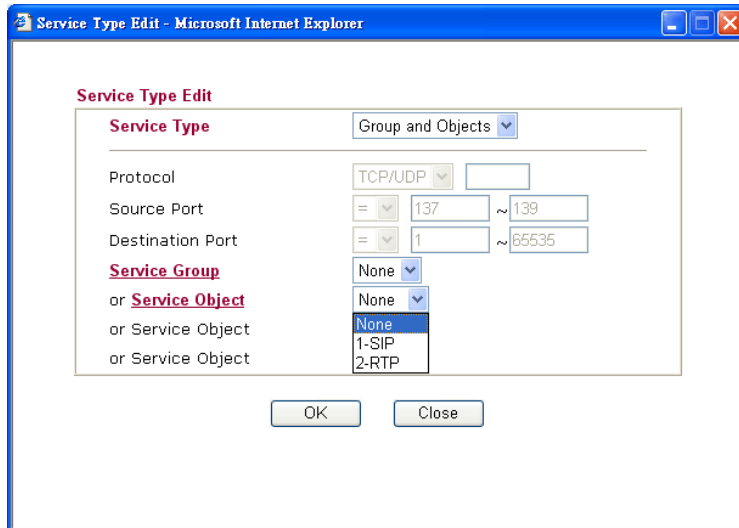 Service Type Edit - Microsoft Internet Explorer
Service Type Edit
Service Type Group and Objects
Protocol TCP/UDP
Source Port = 137 ~ 139
Destination Port = 1 ~ 65535
Service Group None
or Service Object None
or Service Object None
1-SIP
or Service Object 2-RTP
OK Close